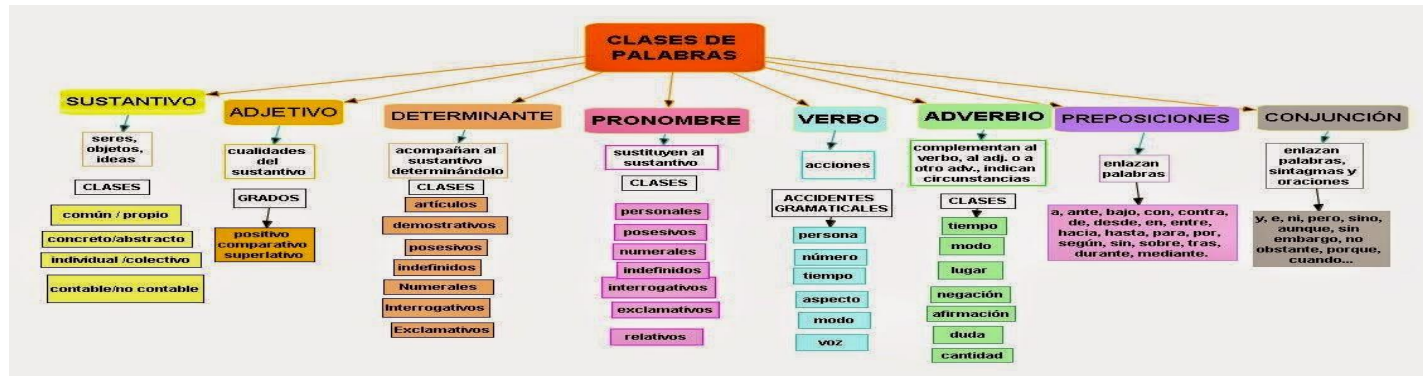 CLASES DE
PALABRAS
SUSTANTIVO
seres,
objetos,
ideas
CLASES
común / propio
concreto/abstracto
individual /colectivo
contable/no contable
ADJETIVO
cualidades
del
sustantivo
GRADOS
positivo
comparativo
superlativo
DETERMINANTE
acompañan al
sustantivo
determinándolo
CLASES
artículos
demostrativos
posesivos
indefinidos
Numerales
Interrogativos
Exclamativos
PRONOMBRE
sustituyen al
sustantivo
CLASES
personales
posesivos
numerales
indefinidos
interrogativos
exclamativos
relativos
VERBO
acciones
ACCIDENTES
GRAMATICALES
persona
número
tiempo
aspecto
modo
voz
ADVERBIO
complementan al
verbo, al adj. o a
otro adv., indican
circunstancias
CLASES
tiempo
modo
lugar
negación
afirmación
duda
cantidad
PREPOSICIONES
enlazan
palabras
a, ante, bajo, con, contra,
de, desde, en, entre,
hacia, hasta, para, por,
según, sin, sobre, tras,
durante, mediante.
CONJUNCIÓN
enlazan
palabras,
sintagmas y
oraciones
y, e, ni, pero, sino,
aunque, sin
embargo, no
obstante, porque,
cuando...